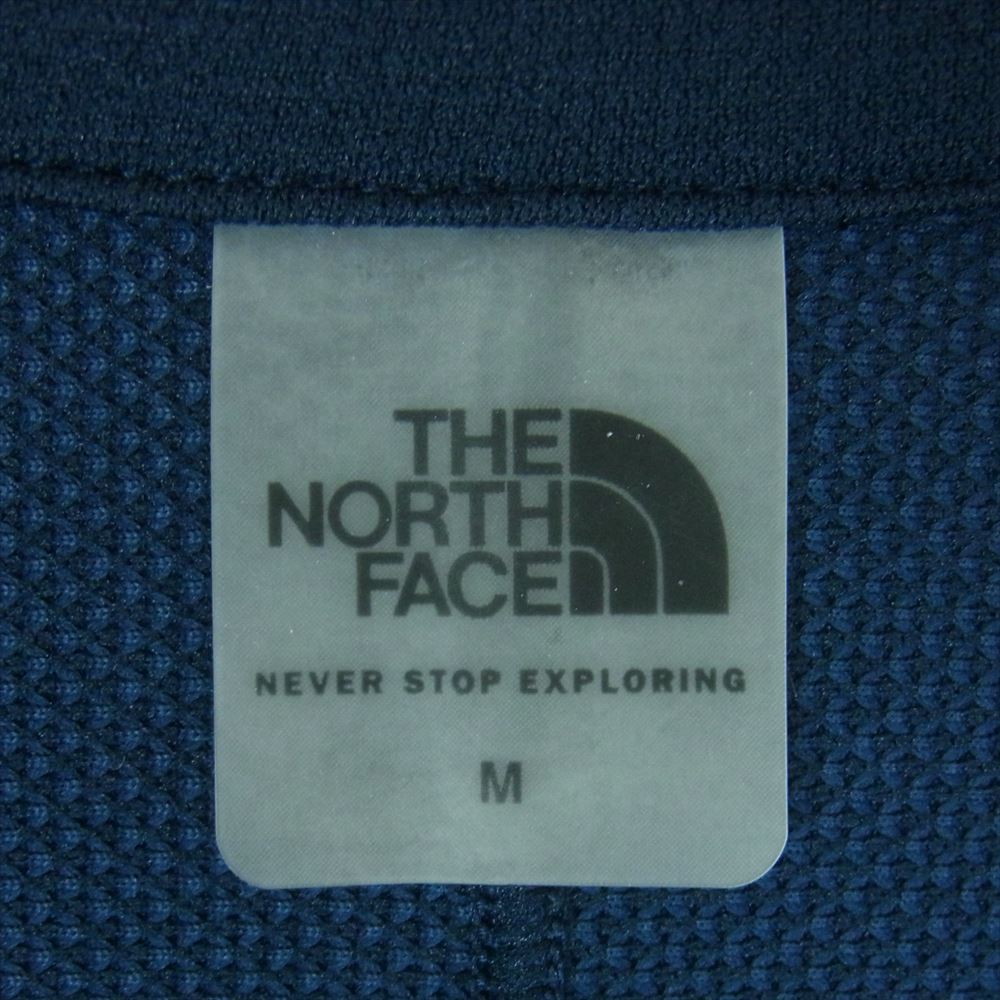 THE
NORTH
FACE
NEVER STOP EXPLORING
M